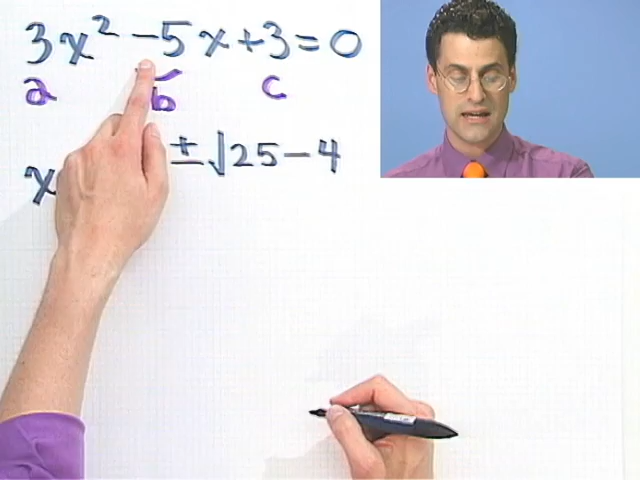 3x² -5x+3=0
a b c
x ±√25-4